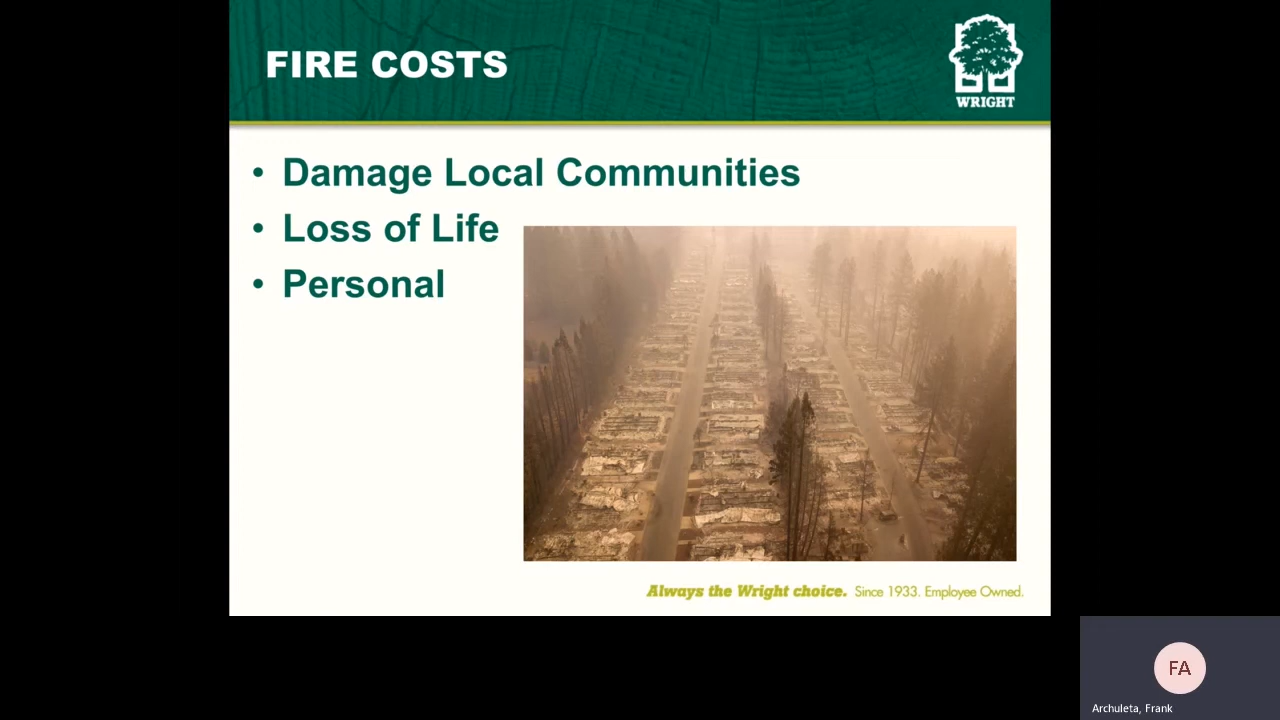 FIRE COSTS
WRIGHT
• Damage Local Communities
• Loss of Life
• Personal
Always the Wright choice. Since 1933. Employee Owned.
FA
Archuleta, Frank